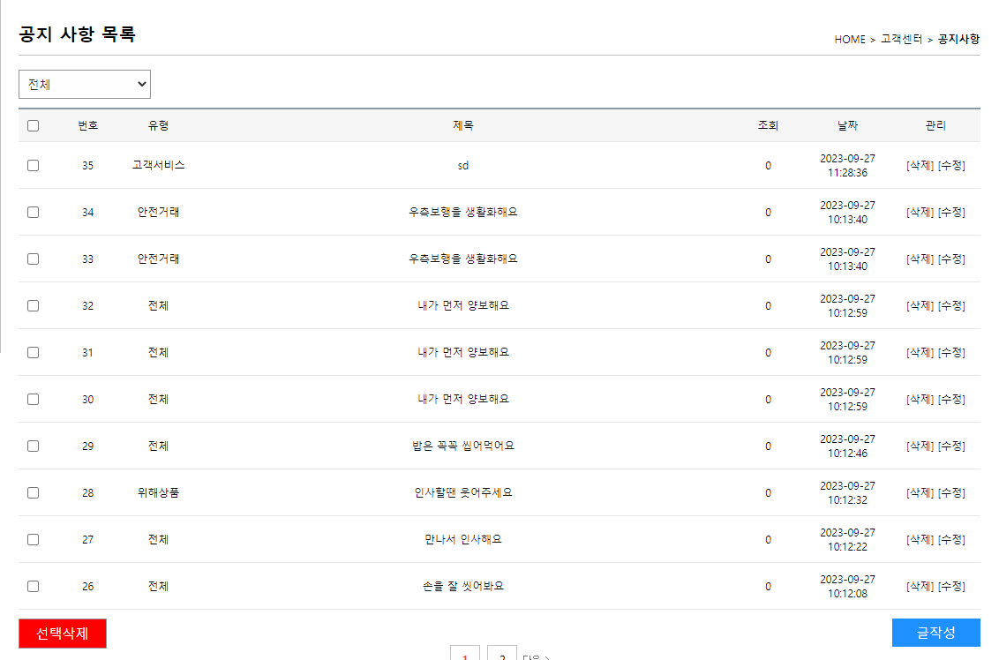 공지 사항 목록
HOME > 고객센터 > 공지사항
전체
번호 유형 제목 조회 날짜 관리
35 고객서비스 sd 0 2023-09-27 11:28:36 [삭제] [수정]
34 안전거래 우측보행을 생활화해요 0 2023-09-27 10:13:40 [삭제] [수정]
33 안전거래 우측보행을 생활화해요 0 2023-09-27 10:13:40 [삭제] [수정]
32 전체 내가 먼저 양보해요 0 2023-09-27 10:12:59 [삭제] [수정]
31 전체 내가 먼저 양보해요 0 2023-09-27 10:12:59 [삭제] [수정]
30 전체 내가 먼저 양보해요 0 2023-09-27 10:12:59 [삭제] [수정]
29 전체 밥은 꼭꼭 씹어먹어요 0 2023-09-27 10:12:46 [삭제] [수정]
28 위해상품 인사할땐 웃어주세요 0 2023-09-27 10:12:32 [삭제] [수정]
27 전체 만나서 인사해요 0 2023-09-27 10:12:22 [삭제] [수정]
26 전체 손을 잘 씻어봐요 0 2023-09-27 10:12:08 [삭제] [수정]
선택삭제
글작성
1 2 다음 >